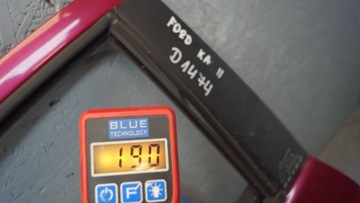 FORD KA II
D1474
BLUE
TECHNOLOGY
190
F